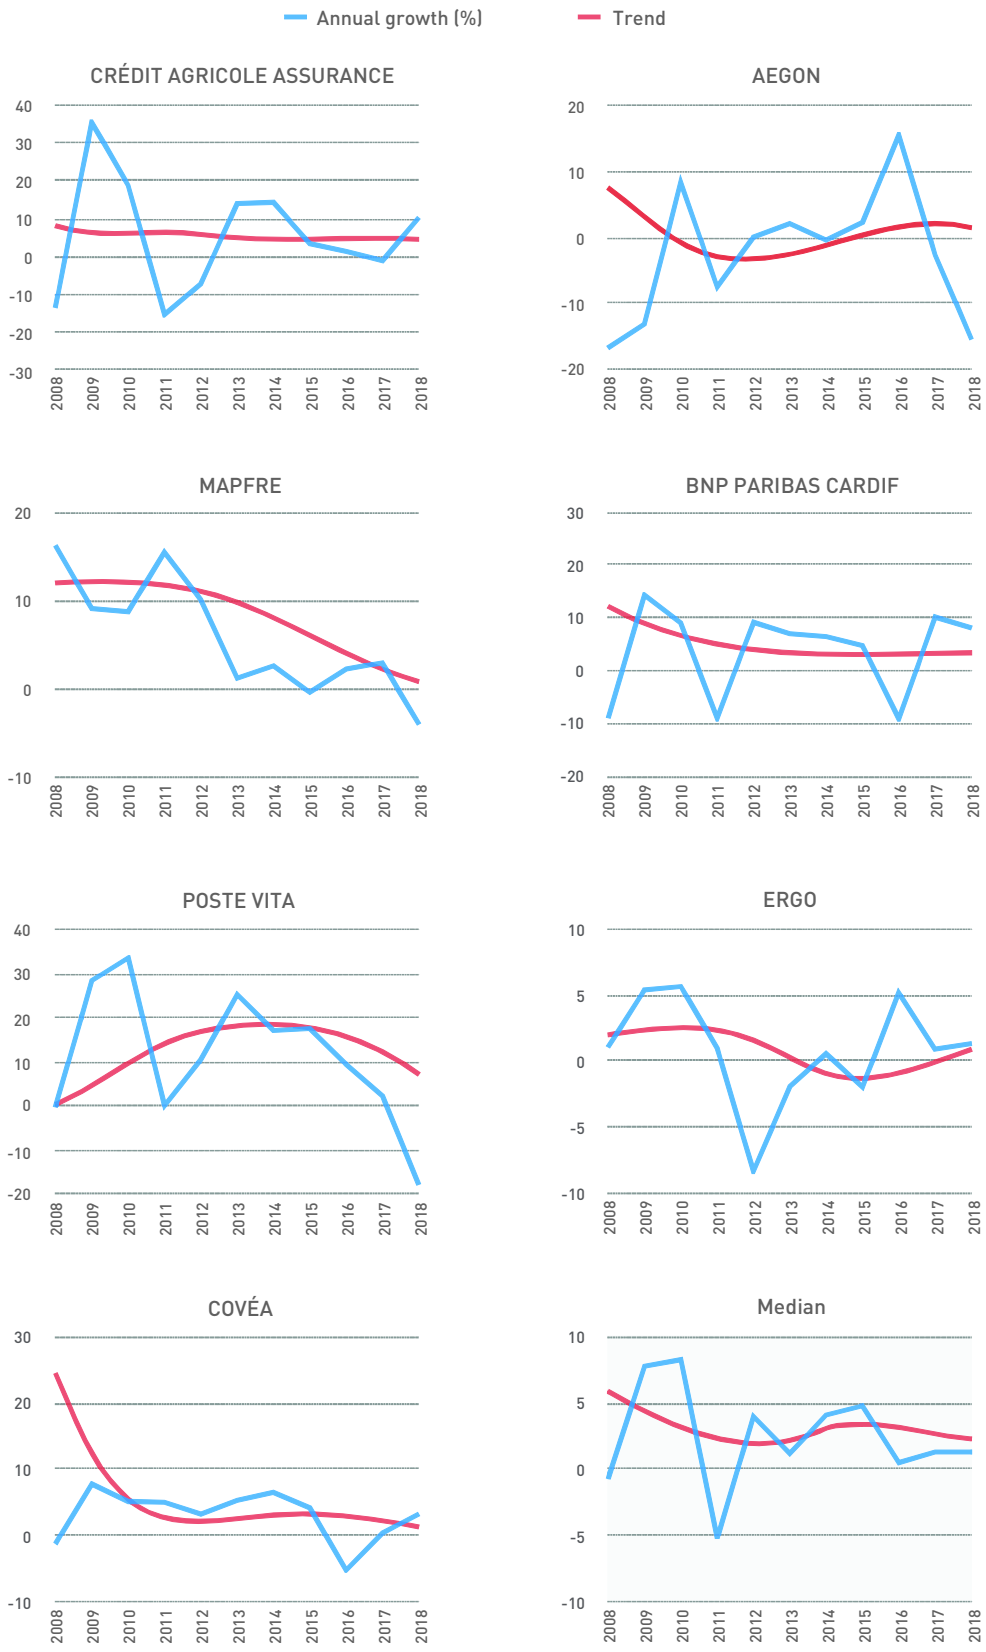 Annual growth (%) Trend
CRÉDIT AGRICOLE ASSURANCE
40
30
20
10
0
-10
-20
-30
2008 2009 2010 2011 2012 2013 2014 2015 2016 2017 2018
AEGON
20
10
0
-10
-20
2008 2009 2010 2011 2012 2013 2014 2015 2016 2017 2018
MAPFRE
20
10
0
-10
2008 2009 2010 2011 2012 2013 2014 2015 2016 2017 2018
BNP PARIBAS CARDIF
30
20
10
0
-10
-20
2008 2009 2010 2011 2012 2013 2014 2015 2016 2017 2018
POSTE VITA
40
30
20
10
0
-10
-20
2008 2009 2010 2011 2012 2013 2014 2015 2016 2017 2018
ERGO
10
5
0
-5
-10
2008 2009 2010 2011 2012 2013 2014 2015 2016 2017 2018
COVÉA
30
20
10
0
-10
2008 2009 2010 2011 2012 2013 2014 2015 2016 2017 2018
Median
10
5
0
-5
-10
2008 2009 2010 2011 2012 2013 2014 2015 2016 2017 2018